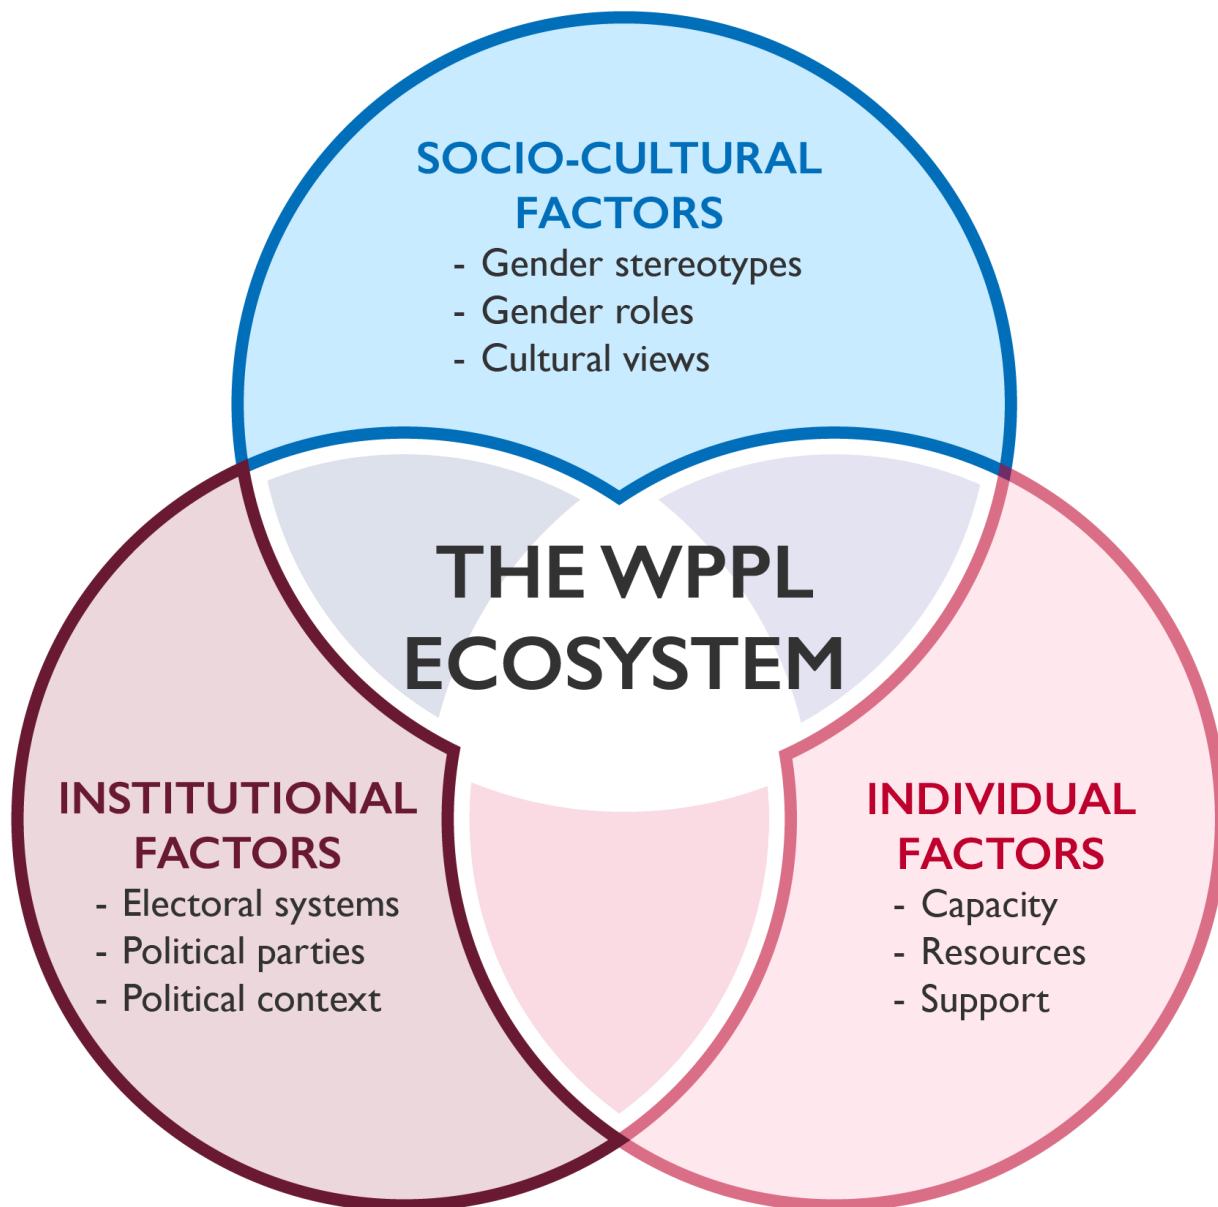 SOCIO-CULTURAL
FACTORS
- Gender stereotypes
- Gender roles
- Cultural views
THE WPPL
ECOSYSTEM
INSTITUTIONAL
FACTORS
- Electoral systems
- Political parties
- Political context
INDIVIDUAL
FACTORS
- Capacity
- Resources
- Support